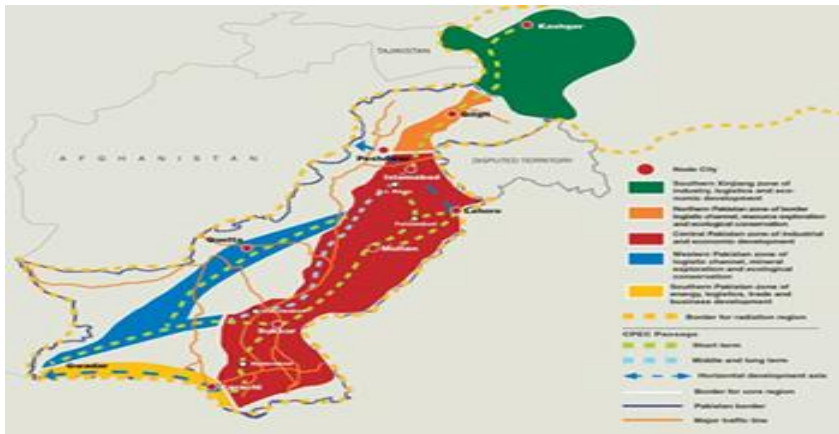 Kashgar
TAJIKISTAN
Gilgit
AFGHANISTAN
Peshawar
DISPUTED TERRITORY
Islamabad
Lahore
Quetta
Multan
Sukkur
Gwadar
Karachi
Node City
Southern Xinjiang zone of
industry, logistics and eco-
nomic development
Northern Pakistan zone of border
logistic channel, resource exploration
and ecological conservation
Central Pakistan zone of industrial
and economic development
Western Pakistan zone of
logistic channel, mineral
exploration and ecological
conservation
Southern Pakistan zone of
energy, logistics, trade and
business development
Border for radiation region
CPEC Passage
Short term
Middle and long term
Horizontal development axis
Border for core region
Pakistan border
Major traffic line